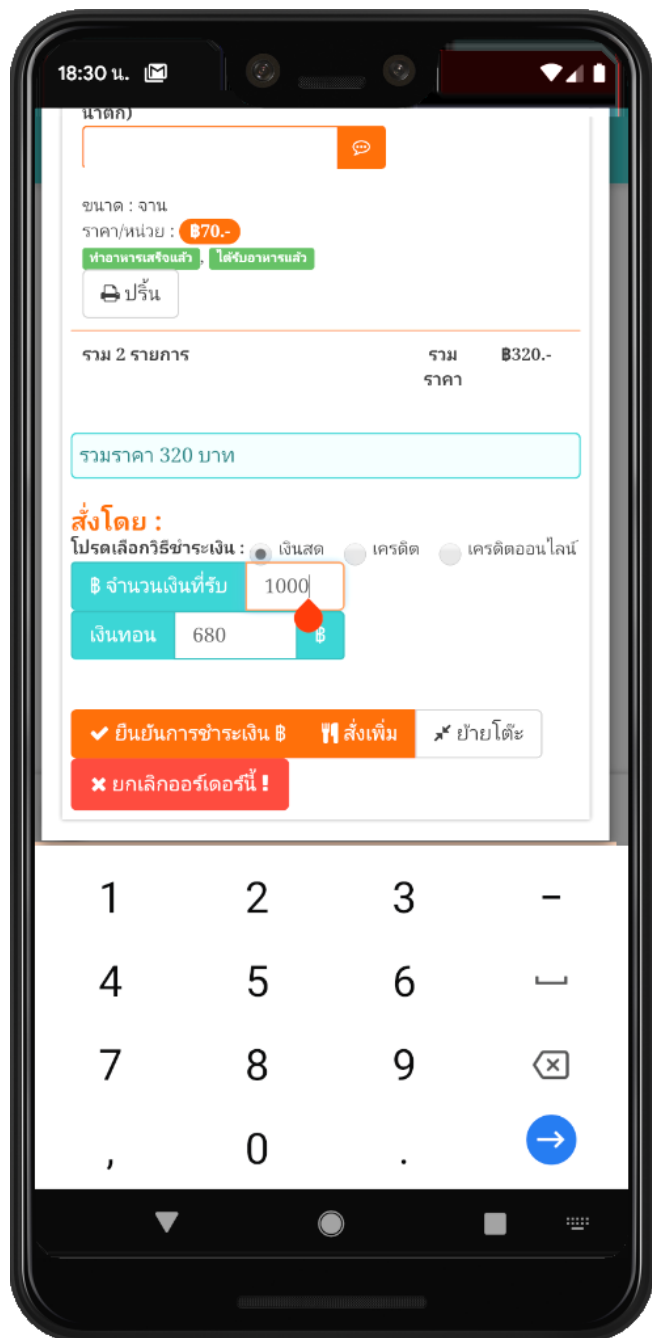 18:30 น.
น้ำตก)
ขนาด : จาน
ราคา/หน่วย : ฿70.-
ทำอาหารเสร็จแล้ว , ได้รับอาหารแล้ว
ปริ้น
รวม 2 รายการ รวม ราคา ฿320.-
รวมราคา 320 บาท
สั่งโดย :
โปรดเลือกวิธีชำระเงิน : เงินสด เครดิต เครดิตออนไลน์
฿ จำนวนเงินที่รับ 1000
เงินทอน 680 ฿
ยืนยันการชำระเงิน ฿ สั่งเพิ่ม ย้ายโต๊ะ
ยกเลิกออร์เดอร์นี้ !
1 2 3 –
4 5 6
7 8 9
, 0 .